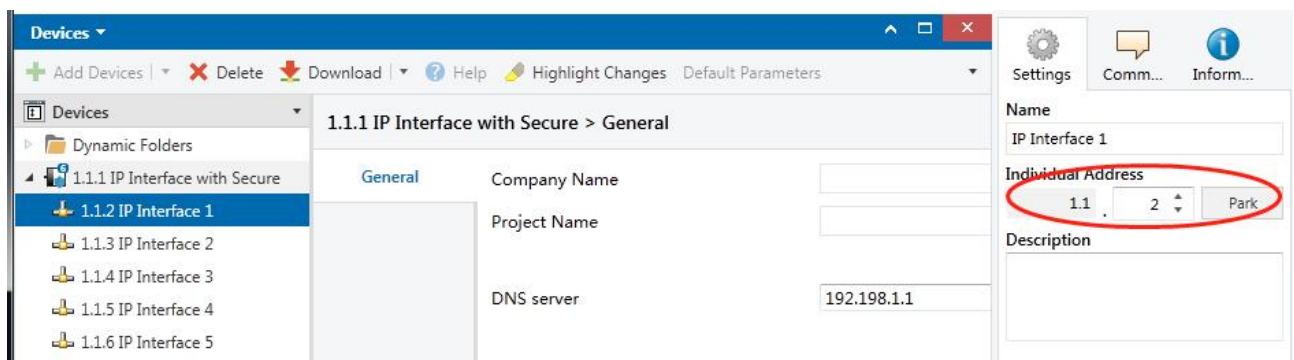 Devices
Add Devices Delete Download Help Highlight Changes Default Parameters
Devices
Dynamic Folders
1.1.1 IP Interface with Secure
1.1.2 IP Interface 1
1.1.3 IP Interface 2
1.1.4 IP Interface 3
1.1.5 IP Interface 4
1.1.6 IP Interface 5
1.1.1 IP Interface with Secure > General
General
Company Name
Project Name
DNS server 192.198.1.1
Settings Comm... Inform...
Name
IP Interface 1
Individual Address
1.1 . 2 Park
Description